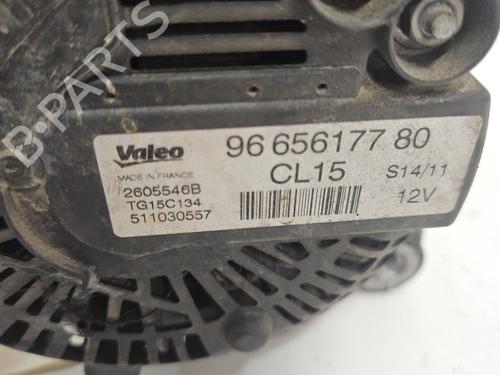 Valeo
MADE IN FRANCE
2605546B
TG15C134
511030557
96 656177 80
CL15
S14/11
12V
B-PARTS